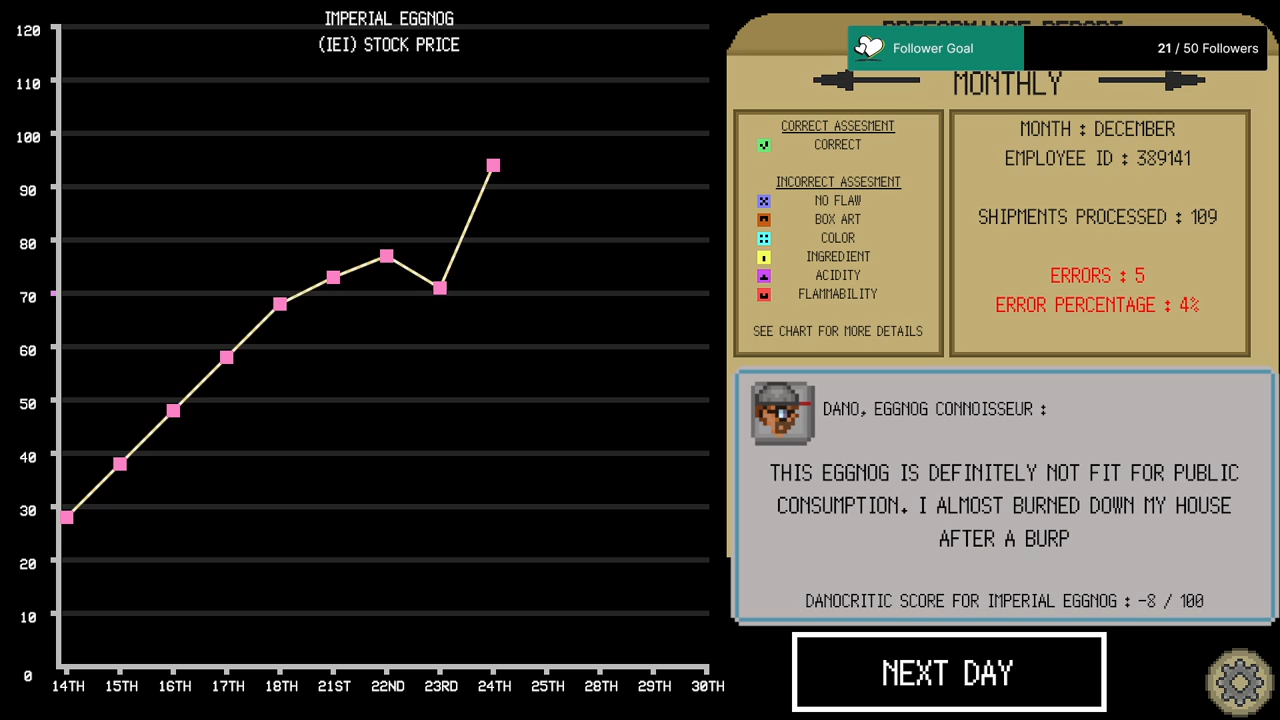 IMPERIAL EGGNOG
(IEI) STOCK PRICE
120
110
100
90
80
70
60
50
40
30
20
10
0
14TH 15TH 16TH 17TH 18TH 21ST 22ND 23RD 24TH 25TH 28TH 29TH 30TH
Follower Goal 21 / 50 Followers
MONTHLY
CORRECT ASSESMENT
CORRECT
INCORRECT ASSESMENT
NO FLAW
BOX ART
COLOR
INGREDIENT
ACIDITY
FLAMMABILITY
SEE CHART FOR MORE DETAILS
MONTH : DECEMBER
EMPLOYEE ID : 389141
SHIPMENTS PROCESSED : 109
ERRORS : 5
ERROR PERCENTAGE : 4%
DANO, EGGNOG CONNOISSEUR :
THIS EGGNOG IS DEFINITELY NOT FIT FOR PUBLIC
CONSUMPTION. I ALMOST BURNED DOWN MY HOUSE
AFTER A BURP
DANOCRITIC SCORE FOR IMPERIAL EGGNOG : -8 / 100
NEXT DAY